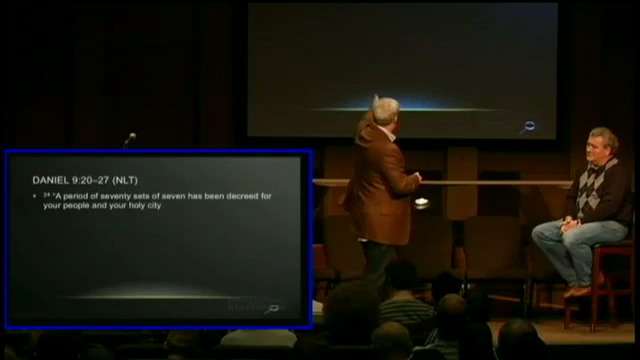 DANIEL 9:20–27 (NLT)
• 24 "A period of seventy sets of seven has been decreed for
your people and your holy city